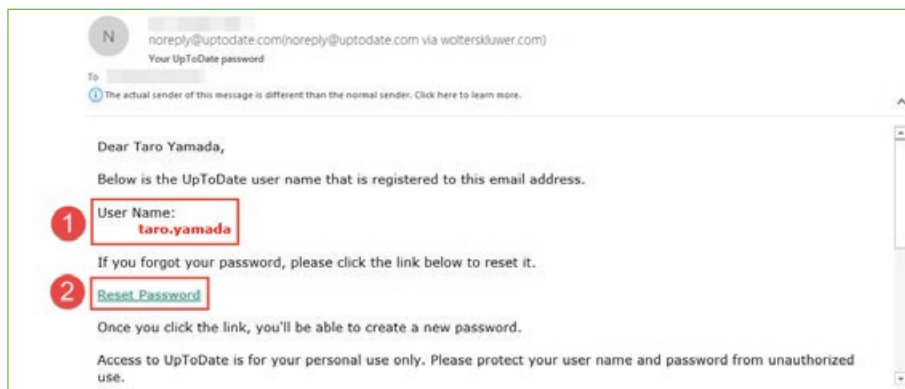 N
noreply@uptodate.com(noreply@uptodate.com via wolterskluwer.com)
Your UpToDate password
To
The actual sender of this message is different than the normal sender. Click here to learn more.
Dear Taro Yamada,
Below is the UpToDate user name that is registered to this email address.
1
User Name:
taro.yamada
If you forgot your password, please click the link below to reset it.
2
Reset Password
Once you click the link, you'll be able to create a new password.
Access to UpToDate is for your personal use only. Please protect your user name and password from unauthorized
use.